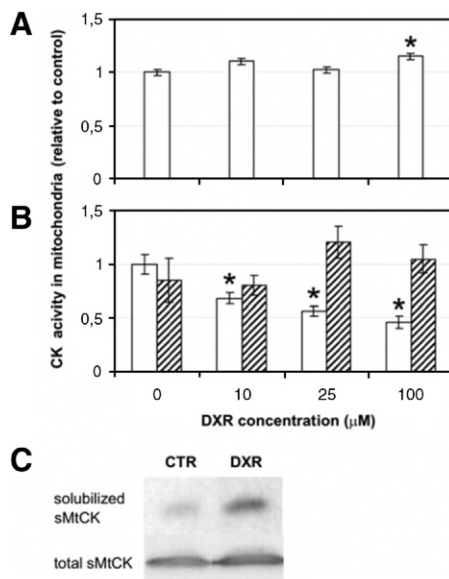 A
1,5
1
0,5
0
*
CK acivity in mitochondria (relative to control)
B
1,5
1
0,5
0
*
*
*
0
10
25
100
DXR concentration (μM)
C
CTR DXR
solubilized
sMtCK
total sMtCK